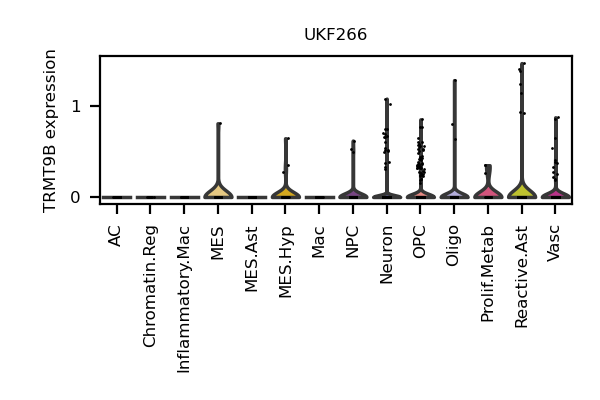 UKF266
TRMT9B expression
1
0
AC
Chromatin.Reg
Inflammatory.Mac
MES
MES.Ast
MES.Hyp
Mac
NPC
Neuron
OPC
Oligo
Prolif.Metab
Reactive.Ast
Vasc